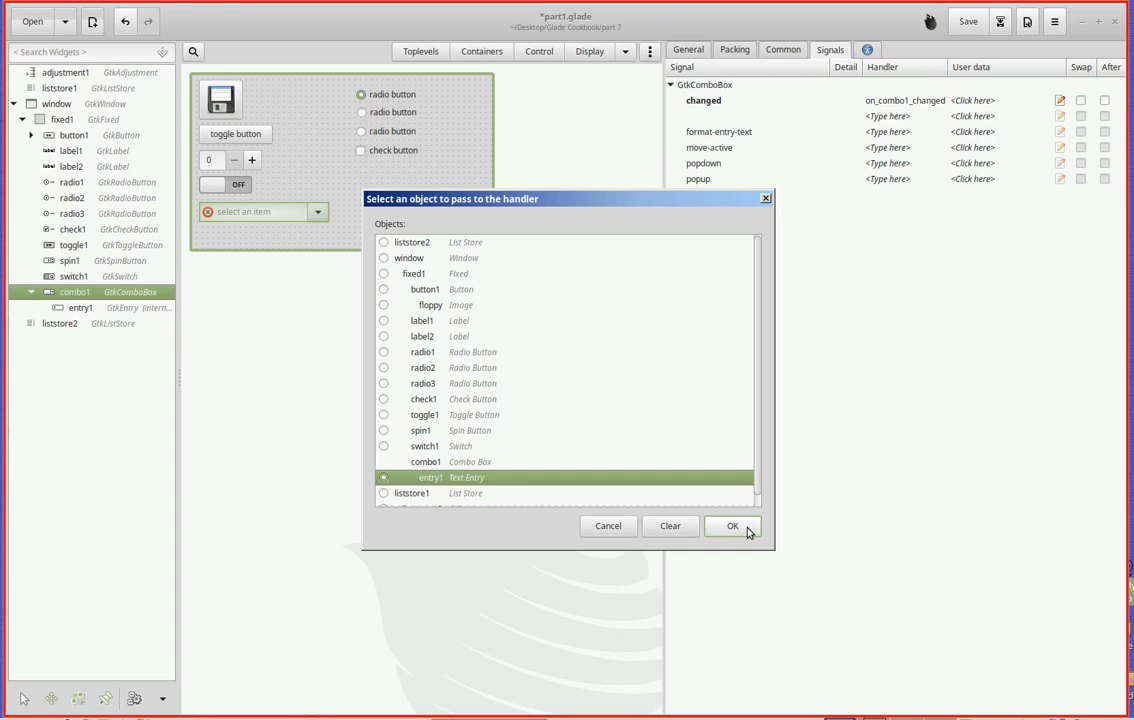 Open
*part1.glade
~/Desktop/Glade Cookbook/part 7
Save
< Search Widgets >
adjustment1 GtkAdjustment
liststore1 GtkListStore
window GtkWindow
fixed1 GtkFixed
button1 GtkButton
label1 GtkLabel
label2 GtkLabel
radio1 GtkRadioButton
radio2 GtkRadioButton
radio3 GtkRadioButton
check1 GtkCheckButton
toggle1 GtkToggleButton
spin1 GtkSpinButton
switch1 GtkSwitch
combo1 GtkComboBox
entry1 GtkEntry (intern...
liststore2 GtkListStore
Toplevels Containers Control Display
radio button
radio button
toggle button
radio button
0 − +
check button
OFF
select an item
General Packing Common Signals
Signal Detail Handler User data Swap After
GtkComboBox
changed on_combo1_changed <Click here>
<Type here> <Click here>
format-entry-text <Type here> <Click here>
move-active <Type here> <Click here>
popdown <Type here> <Click here>
popup <Type here> <Click here>
Select an object to pass to the handler
Objects:
liststore2 List Store
window Window
fixed1 Fixed
button1 Button
floppy Image
label1 Label
label2 Label
radio1 Radio Button
radio2 Radio Button
radio3 Radio Button
check1 Check Button
toggle1 Toggle Button
spin1 Spin Button
switch1 Switch
combo1 Combo Box
entry1 Text Entry
liststore1 List Store
Cancel Clear OK